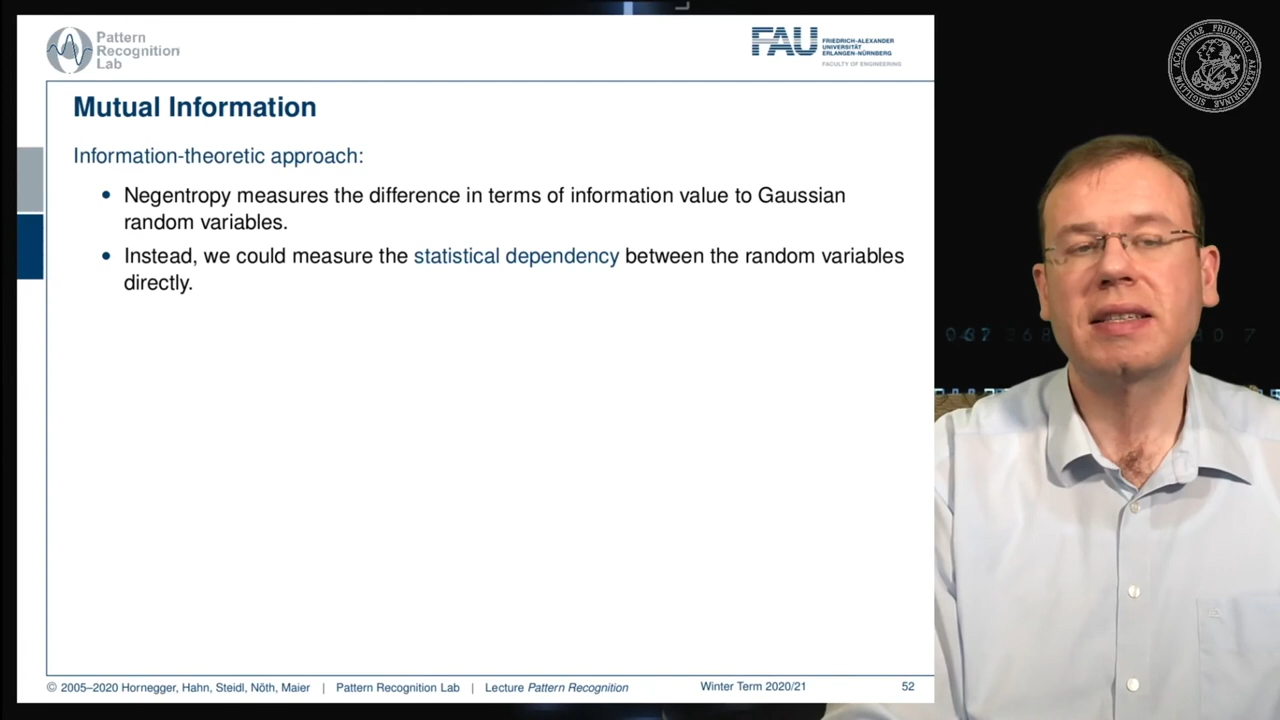 Pattern
Recognition
Lab
FAU
FRIEDRICH-ALEXANDER
UNIVERSITÄT
ERLANGEN-NÜRNBERG
FACULTY OF ENGINEERING
Mutual Information
Information-theoretic approach:
• Negentropy measures the difference in terms of information value to Gaussian
random variables.
• Instead, we could measure the statistical dependency between the random variables
directly.
© 2005–2020 Hornegger, Hahn, Steidl, Nöth, Maier | Pattern Recognition Lab | Lecture Pattern Recognition Winter Term 2020/21 52